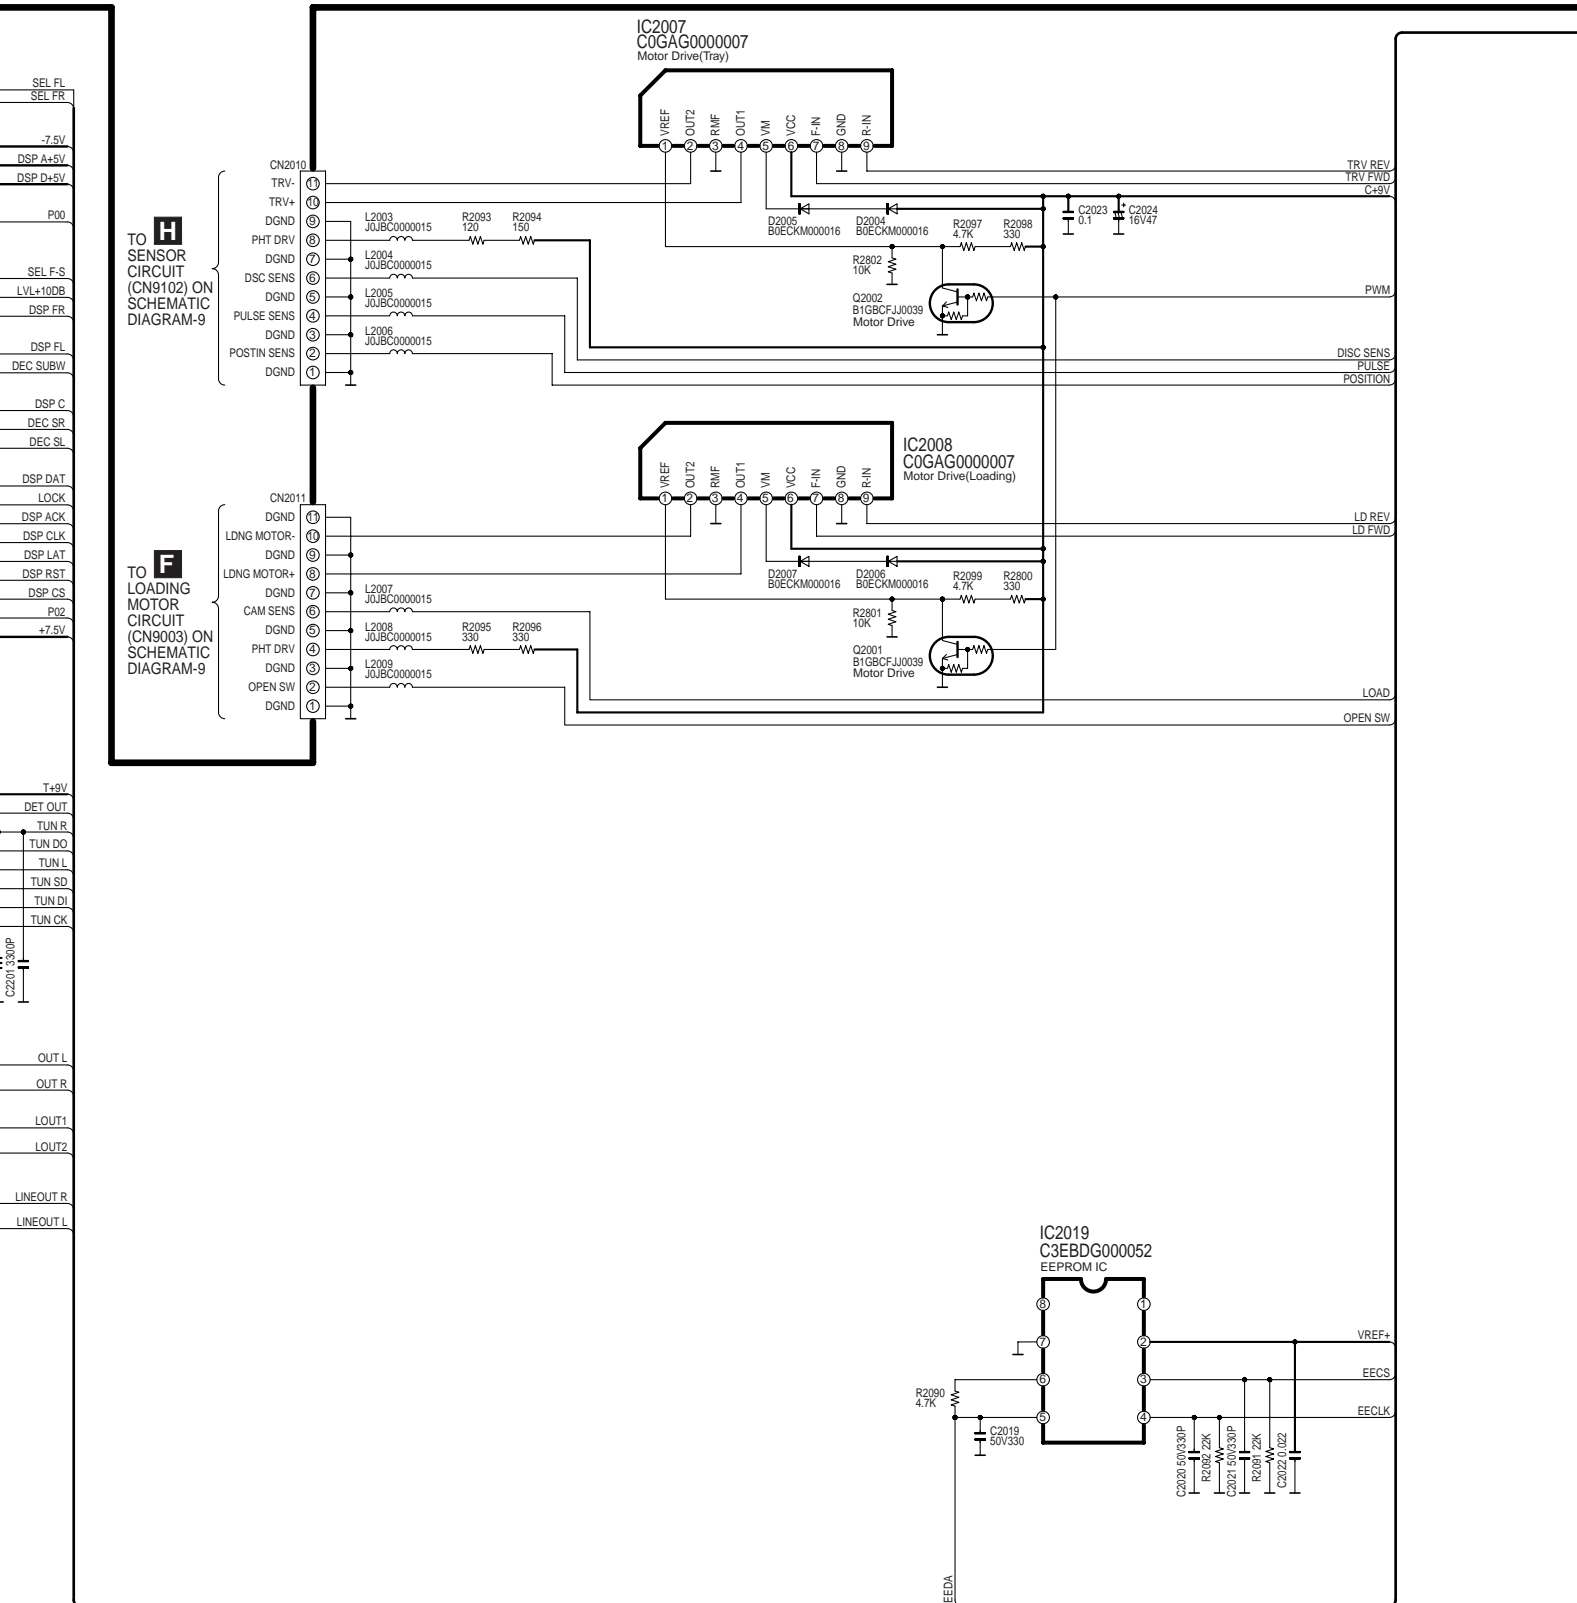 IC2007
C0GAG0000007
Motor Drive(Tray)
VREF
OUT2
RMF
OUT1
VM
VCC
F-IN
GND
R-IN
1 2 3 4 5 6 7 8 9
SEL FL
SEL FR
-7.5V
DSP A+5V
DSP D+5V
P00
SEL F-S
LVL+10DB
DSP FR
DSP FL
DEC SUBW
DSP C
DEC SR
DEC SL
DSP DAT
LOCK
DSP ACK
DSP CLK
DSP LAT
DSP RST
DSP CS
P02
+7.5V
T+9V
DET OUT
TUN R
TUN DO
TUN L
TUN SD
TUN DI
TUN CK
C2201 3300P
OUT L
OUT R
LOUT1
LOUT2
LINEOUT R
LINEOUT L
TO H
SENSOR
CIRCUIT
(CN9102) ON
SCHEMATIC
DIAGRAM-9
CN2010
TRV- 11
TRV+ 10
DGND 9
PHT DRV 8
DGND 7
DSC SENS 6
DGND 5
PULSE SENS 4
DGND 3
POSTIN SENS 2
DGND 1
L2003
J0JBC0000015
R2093
120
R2094
150
L2004
J0JBC0000015
L2005
J0JBC0000015
L2006
J0JBC0000015
D2005
B0ECKM000016
D2004
B0ECKM000016
R2097
4.7K
R2098
330
C2023
0.1
+
C2024
16V47
R2802
10K
Q2002
B1GBCFJJ0039
Motor Drive
TRV REV
TRV FWD
C+9V
PWM
DISC SENS
PULSE
POSITION
IC2008
C0GAG0000007
Motor Drive(Loading)
VREF
OUT2
RMF
OUT1
VM
VCC
F-IN
GND
R-IN
1 2 3 4 5 6 7 8 9
TO F
LOADING
MOTOR
CIRCUIT
(CN9003) ON
SCHEMATIC
DIAGRAM-9
CN2011
DGND 11
LDNG MOTOR- 10
DGND 9
LDNG MOTOR+ 8
DGND 7
CAM SENS 6
DGND 5
PHT DRV 4
DGND 3
OPEN SW 2
DGND 1
L2007
J0JBC0000015
L2008
J0JBC0000015
R2095
330
R2096
330
L2009
J0JBC0000015
D2007
B0ECKM000016
D2006
B0ECKM000016
R2099
4.7K
R2800
330
R2801
10K
Q2001
B1GBCFJJ0039
Motor Drive
LD REV
LD FWD
LOAD
OPEN SW
IC2019
C3EBDG000052
EEPROM IC
8 1
7 2
6 3
5 4
R2090
4.7K
C2019
50V330
VREF+
EECS
EECLK
C2020 50V330P
R2092 22K
C2021 50V330P
R2091 22K
C2022 0.022
EEDA